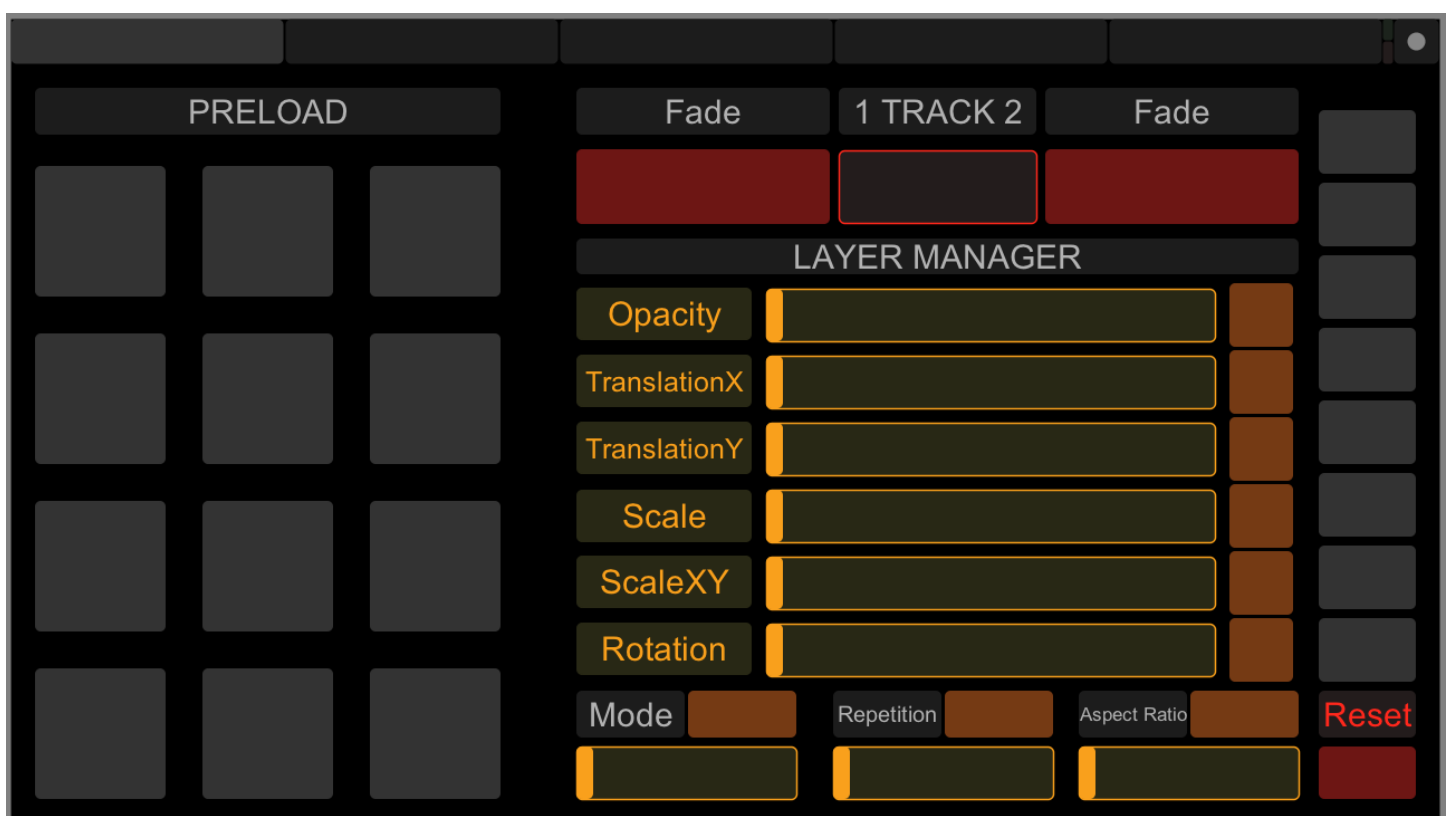 PRELOAD
Fade
1 TRACK 2
Fade
LAYER MANAGER
Opacity
TranslationX
TranslationY
Scale
ScaleXY
Rotation
Mode
Repetition
Aspect Ratio
Reset